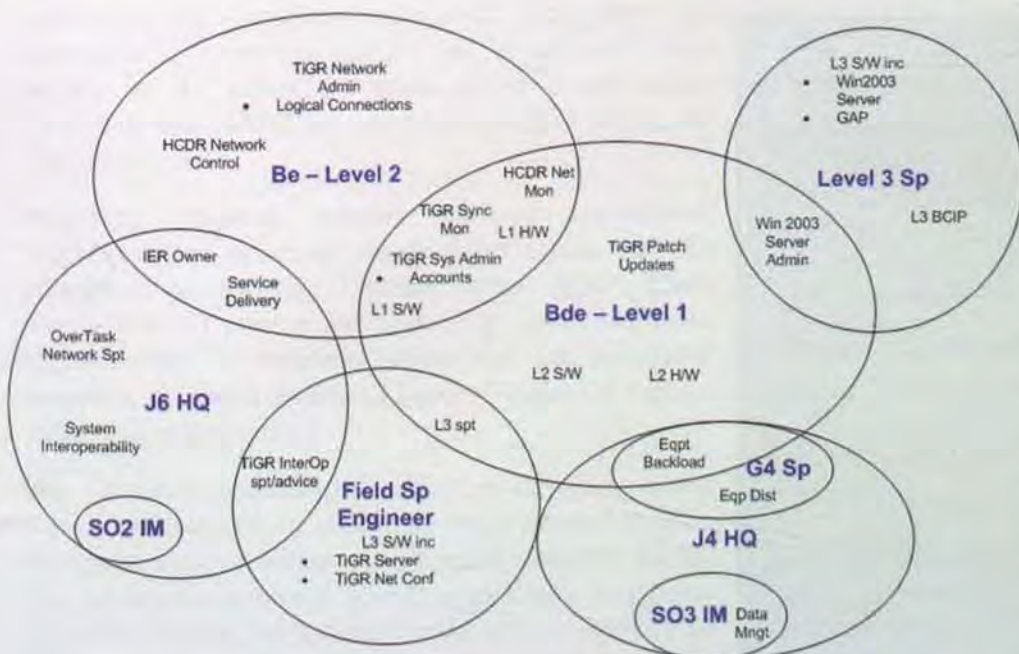 TiGR Network
Admin
• Logical Connections
HCDR Network
Control
Be – Level 2
HCDR Net
Mon
TiGR Sync
Mon
L1 H/W
• TiGR Sys Admin
Accounts
L1 S/W
IER Owner
Service
Delivery
L3 S/W inc
• Win2003
Server
• GAP
Level 3 Sp
L3 BCIP
Win 2003
Server
Admin
TiGR Patch
Updates
Bde – Level 1
L2 S/W
L2 H/W
OverTask
Network Spt
J6 HQ
System
Interoperability
SO2 IM
TiGR InterOp
spt/advice
L3 spt
Field Sp
Engineer
L3 S/W inc
• TiGR Server
• TiGR Net Conf
Eqpt
Backload
G4 Sp
Eqp Dist
J4 HQ
SO3 IM
Data
Mngt